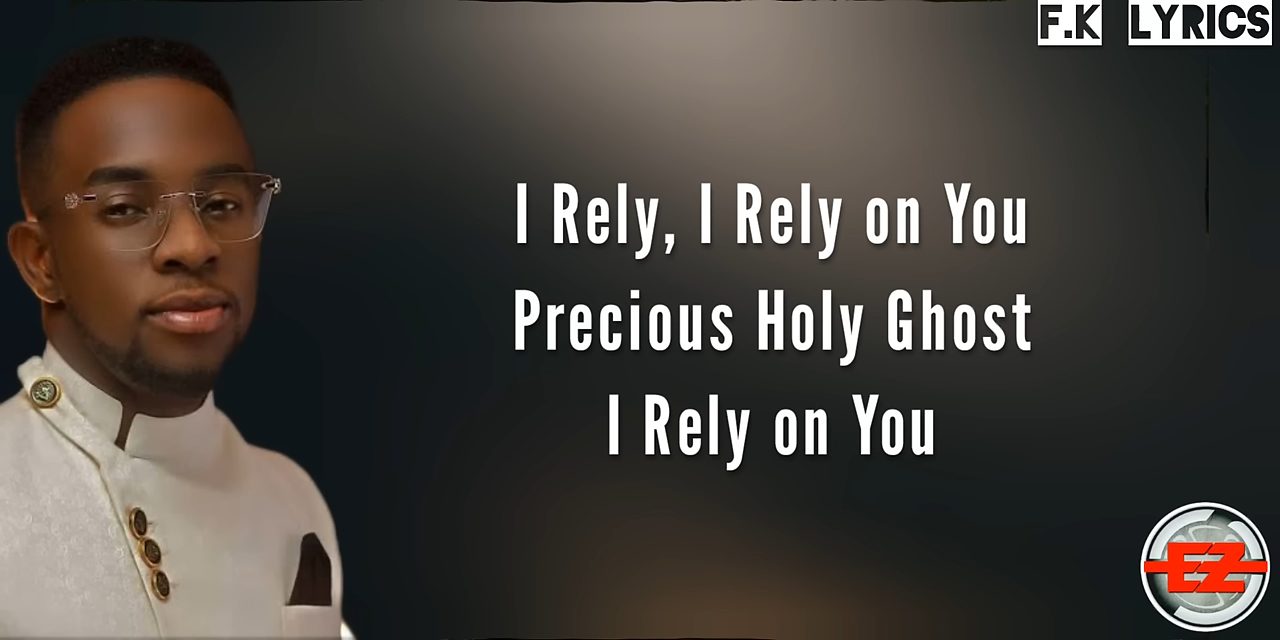 F.K LYRICS
I Rely, I Rely on You
Precious Holy Ghost
I Rely on You
EZ